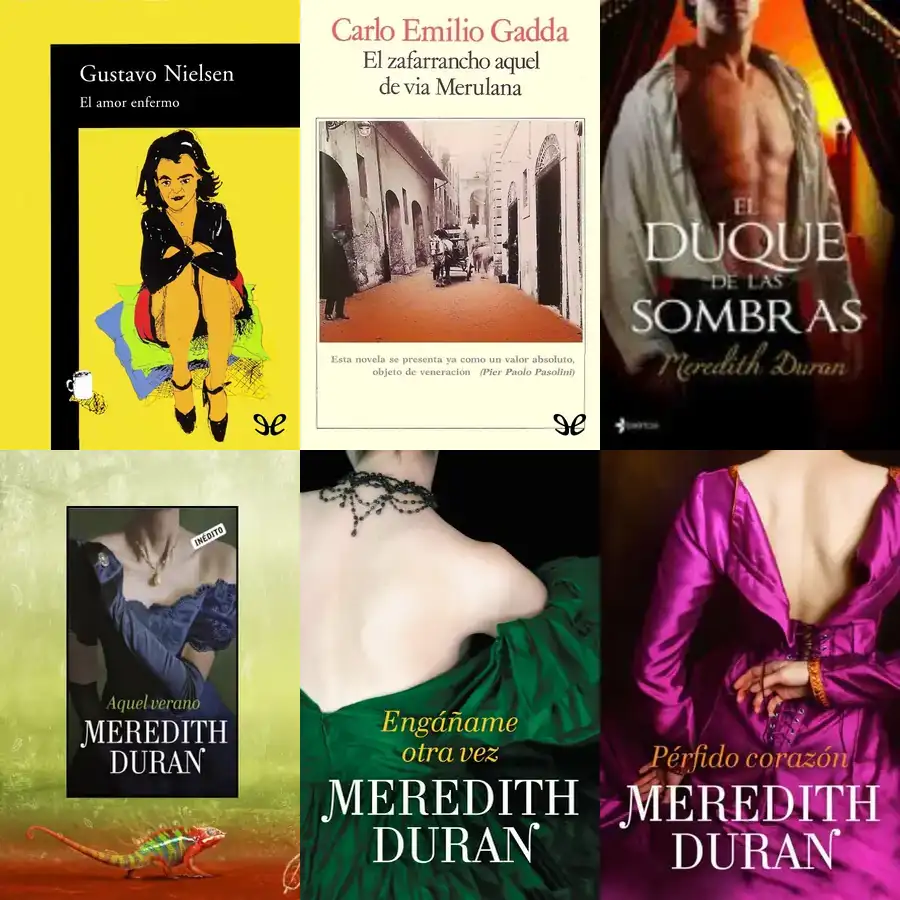 Gustavo Nielsen
El amor enfermo
Carlo Emilio Gadda
El zafarrancho aquel
de via Merulana
Esta novela se presenta ya como un valor absoluto,
objeto de veneración (Pier Paolo Pasolini)
EL
DUQUE
DE LAS
SOMBRAS
Meredith Duran
INÉDITO
Aquel verano
MEREDITH
DURAN
Engáñame
otra vez
MEREDITH
DURAN
Pérfido corazón
MEREDITH
DURAN